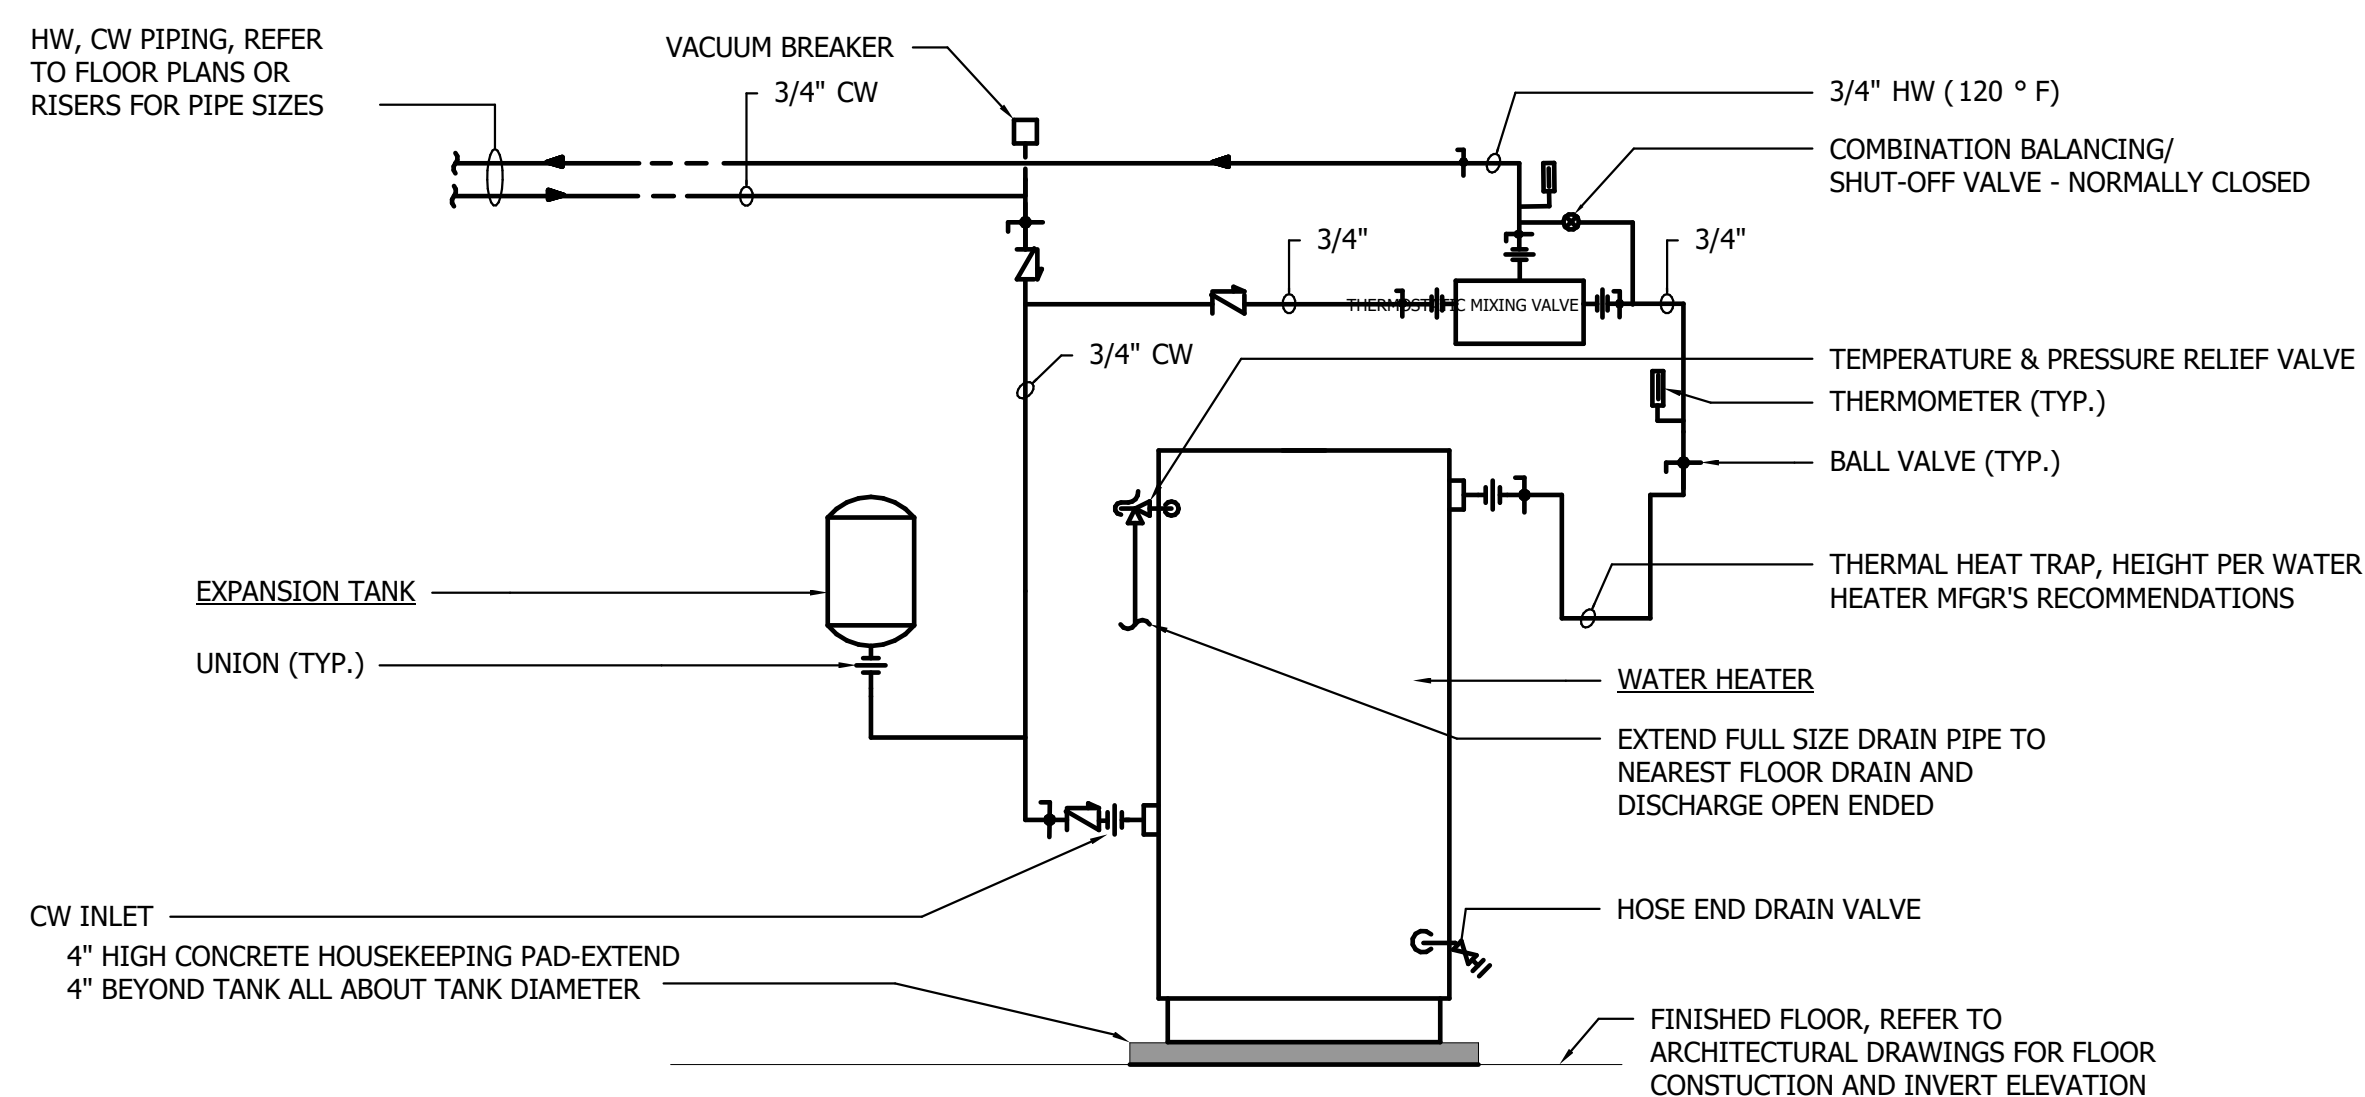 HW, CW PIPING, REFER
TO FLOOR PLANS OR
RISERS FOR PIPE SIZES
VACUUM BREAKER
3/4" CW
3/4" HW ( 120 ° F)
COMBINATION BALANCING/
SHUT-OFF VALVE - NORMALLY CLOSED
3/4"
3/4"
THERMOSTATIC MIXING VALVE
3/4" CW
TEMPERATURE & PRESSURE RELIEF VALVE
THERMOMETER (TYP.)
BALL VALVE (TYP.)
THERMAL HEAT TRAP, HEIGHT PER WATER
HEATER MFGR'S RECOMMENDATIONS
EXPANSION TANK
UNION (TYP.)
WATER HEATER
EXTEND FULL SIZE DRAIN PIPE TO
NEAREST FLOOR DRAIN AND
DISCHARGE OPEN ENDED
CW INLET
4" HIGH CONCRETE HOUSEKEEPING PAD-EXTEND
4" BEYOND TANK ALL ABOUT TANK DIAMETER
HOSE END DRAIN VALVE
FINISHED FLOOR, REFER TO
ARCHITECTURAL DRAWINGS FOR FLOOR
CONSTUCTION AND INVERT ELEVATION